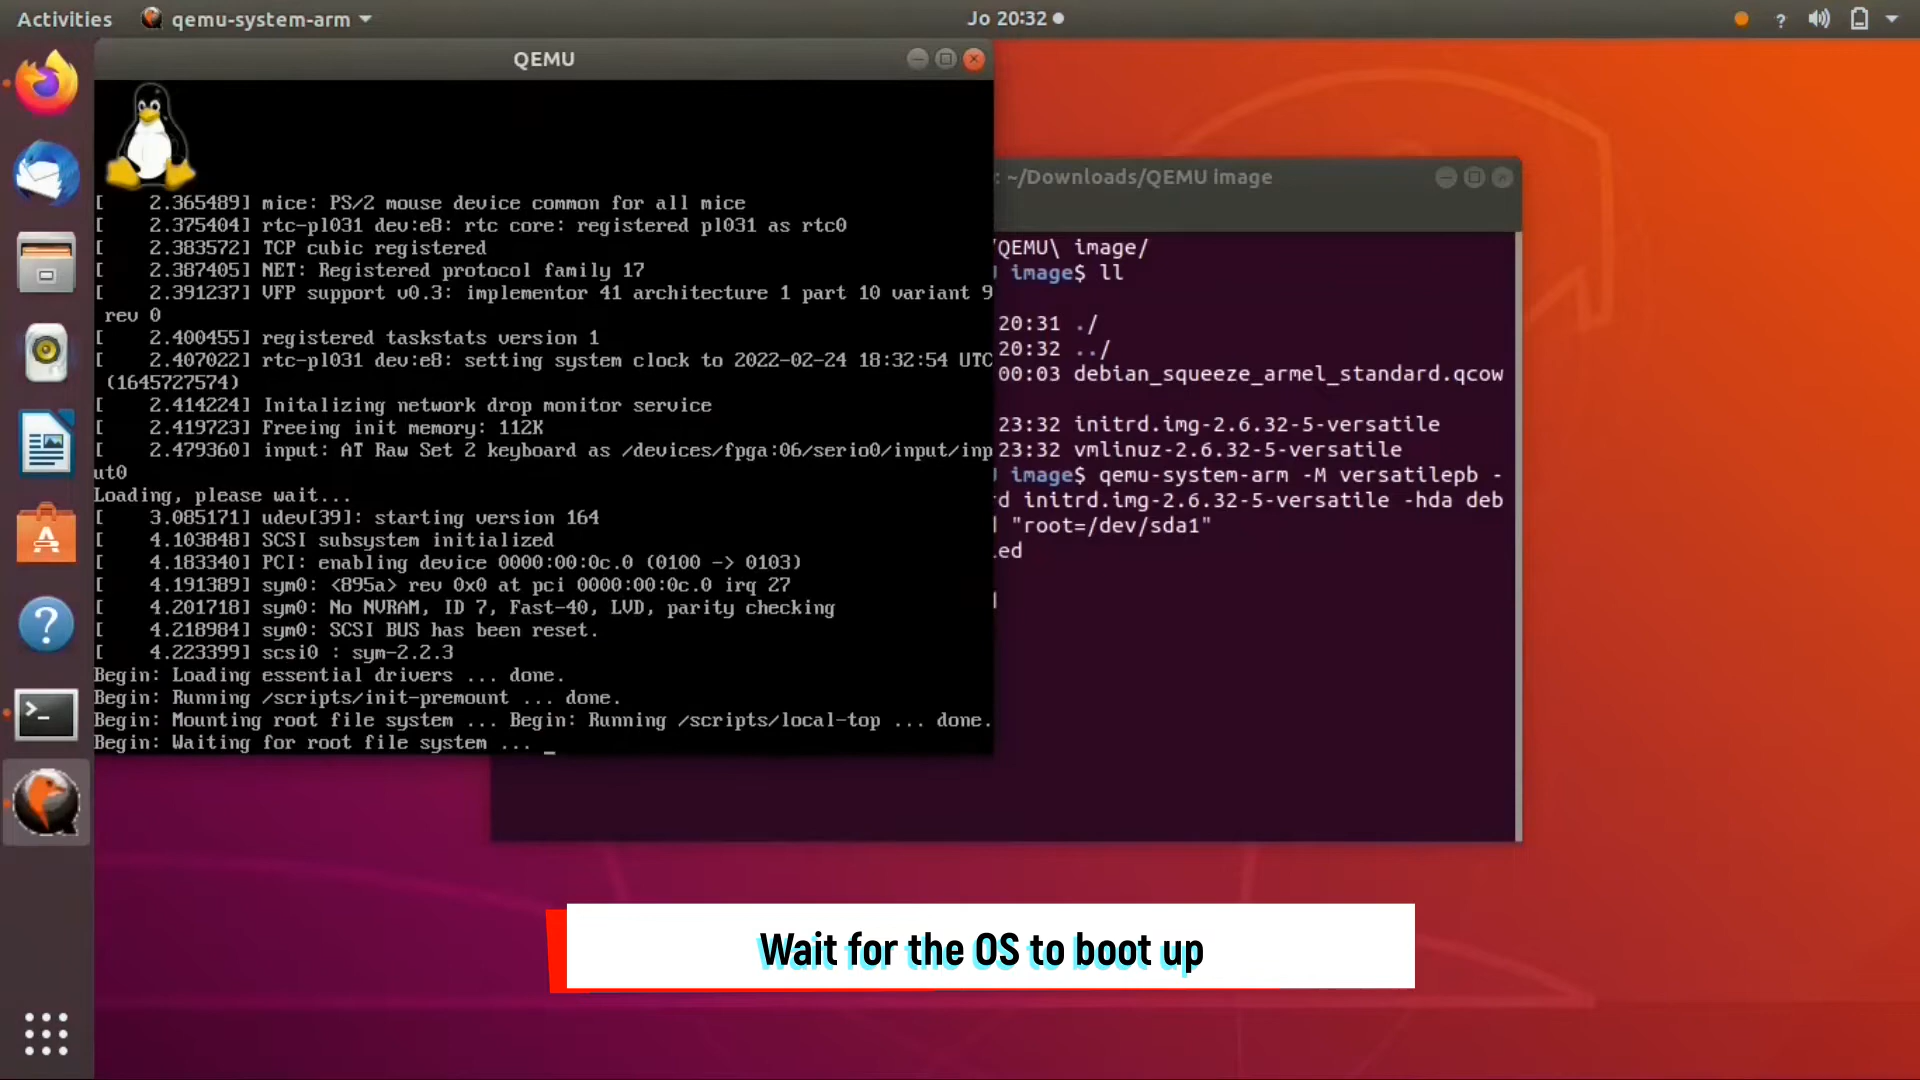 Activities
qemu-system-arm
Jo 20:32
?
QEMU
[    2.365489] mice: PS/2 mouse device common for all mice
[    2.375404] rtc-pl031 dev:e8: rtc core: registered pl031 as rtc0
[    2.383572] TCP cubic registered
[    2.387405] NET: Registered protocol family 17
[    2.391237] VFP support v0.3: implementor 41 architecture 1 part 10 variant 9
rev 0
[    2.400455] registered taskstats version 1
[    2.407022] rtc-pl031 dev:e8: setting system clock to 2022-02-24 18:32:54 UTC
(1645727574)
[    2.414224] Initalizing network drop monitor service
[    2.419723] Freeing init memory: 112K
[    2.479360] input: AT Raw Set 2 keyboard as /devices/fpga:06/serio0/input/inp
ut0
Loading, please wait...
[    3.085171] udev[39]: starting version 164
[    4.103848] SCSI subsystem initialized
[    4.183340] PCI: enabling device 0000:00:0c.0 (0100 -> 0103)
[    4.191389] sym0: <895a> rev 0x0 at pci 0000:00:0c.0 irq 27
[    4.201718] sym0: No NVRAM, ID 7, Fast-40, LVD, parity checking
[    4.218984] sym0: SCSI BUS has been reset.
[    4.223399] scsi0 : sym-2.2.3
Begin: Loading essential drivers ... done.
Begin: Running /scripts/init-premount ... done.
Begin: Mounting root file system ... Begin: Running /scripts/local-top ... done.
Begin: Waiting for root file system ... _
: ~/Downloads/QEMU image
/QEMU\ image/
image$ ll
20:31 ./
20:32 ../
00:03 debian_squeeze_armel_standard.qcow
23:32 initrd.img-2.6.32-5-versatile
23:32 vmlinuz-2.6.32-5-versatile
image$ qemu-system-arm -M versatilepb -
rd initrd.img-2.6.32-5-versatile -hda deb
"root=/dev/sda1"
led
Wait for the OS to boot up